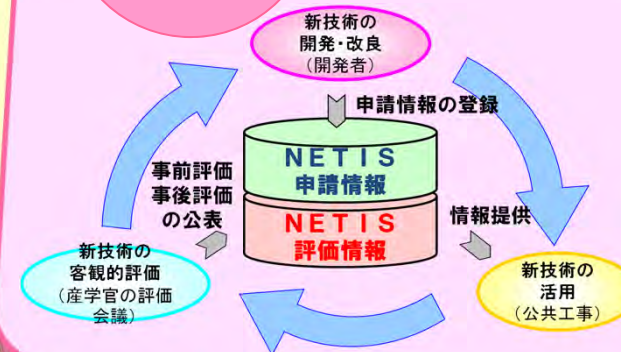 新技術の
開発・改良
（開発者）
申請情報の登録
NETIS
申請情報
事前評価
事後評価
の公表
NETIS
評価情報
情報提供
新技術の
客観的評価
（産学官の評価
会議）
新技術の
活用
（公共工事）